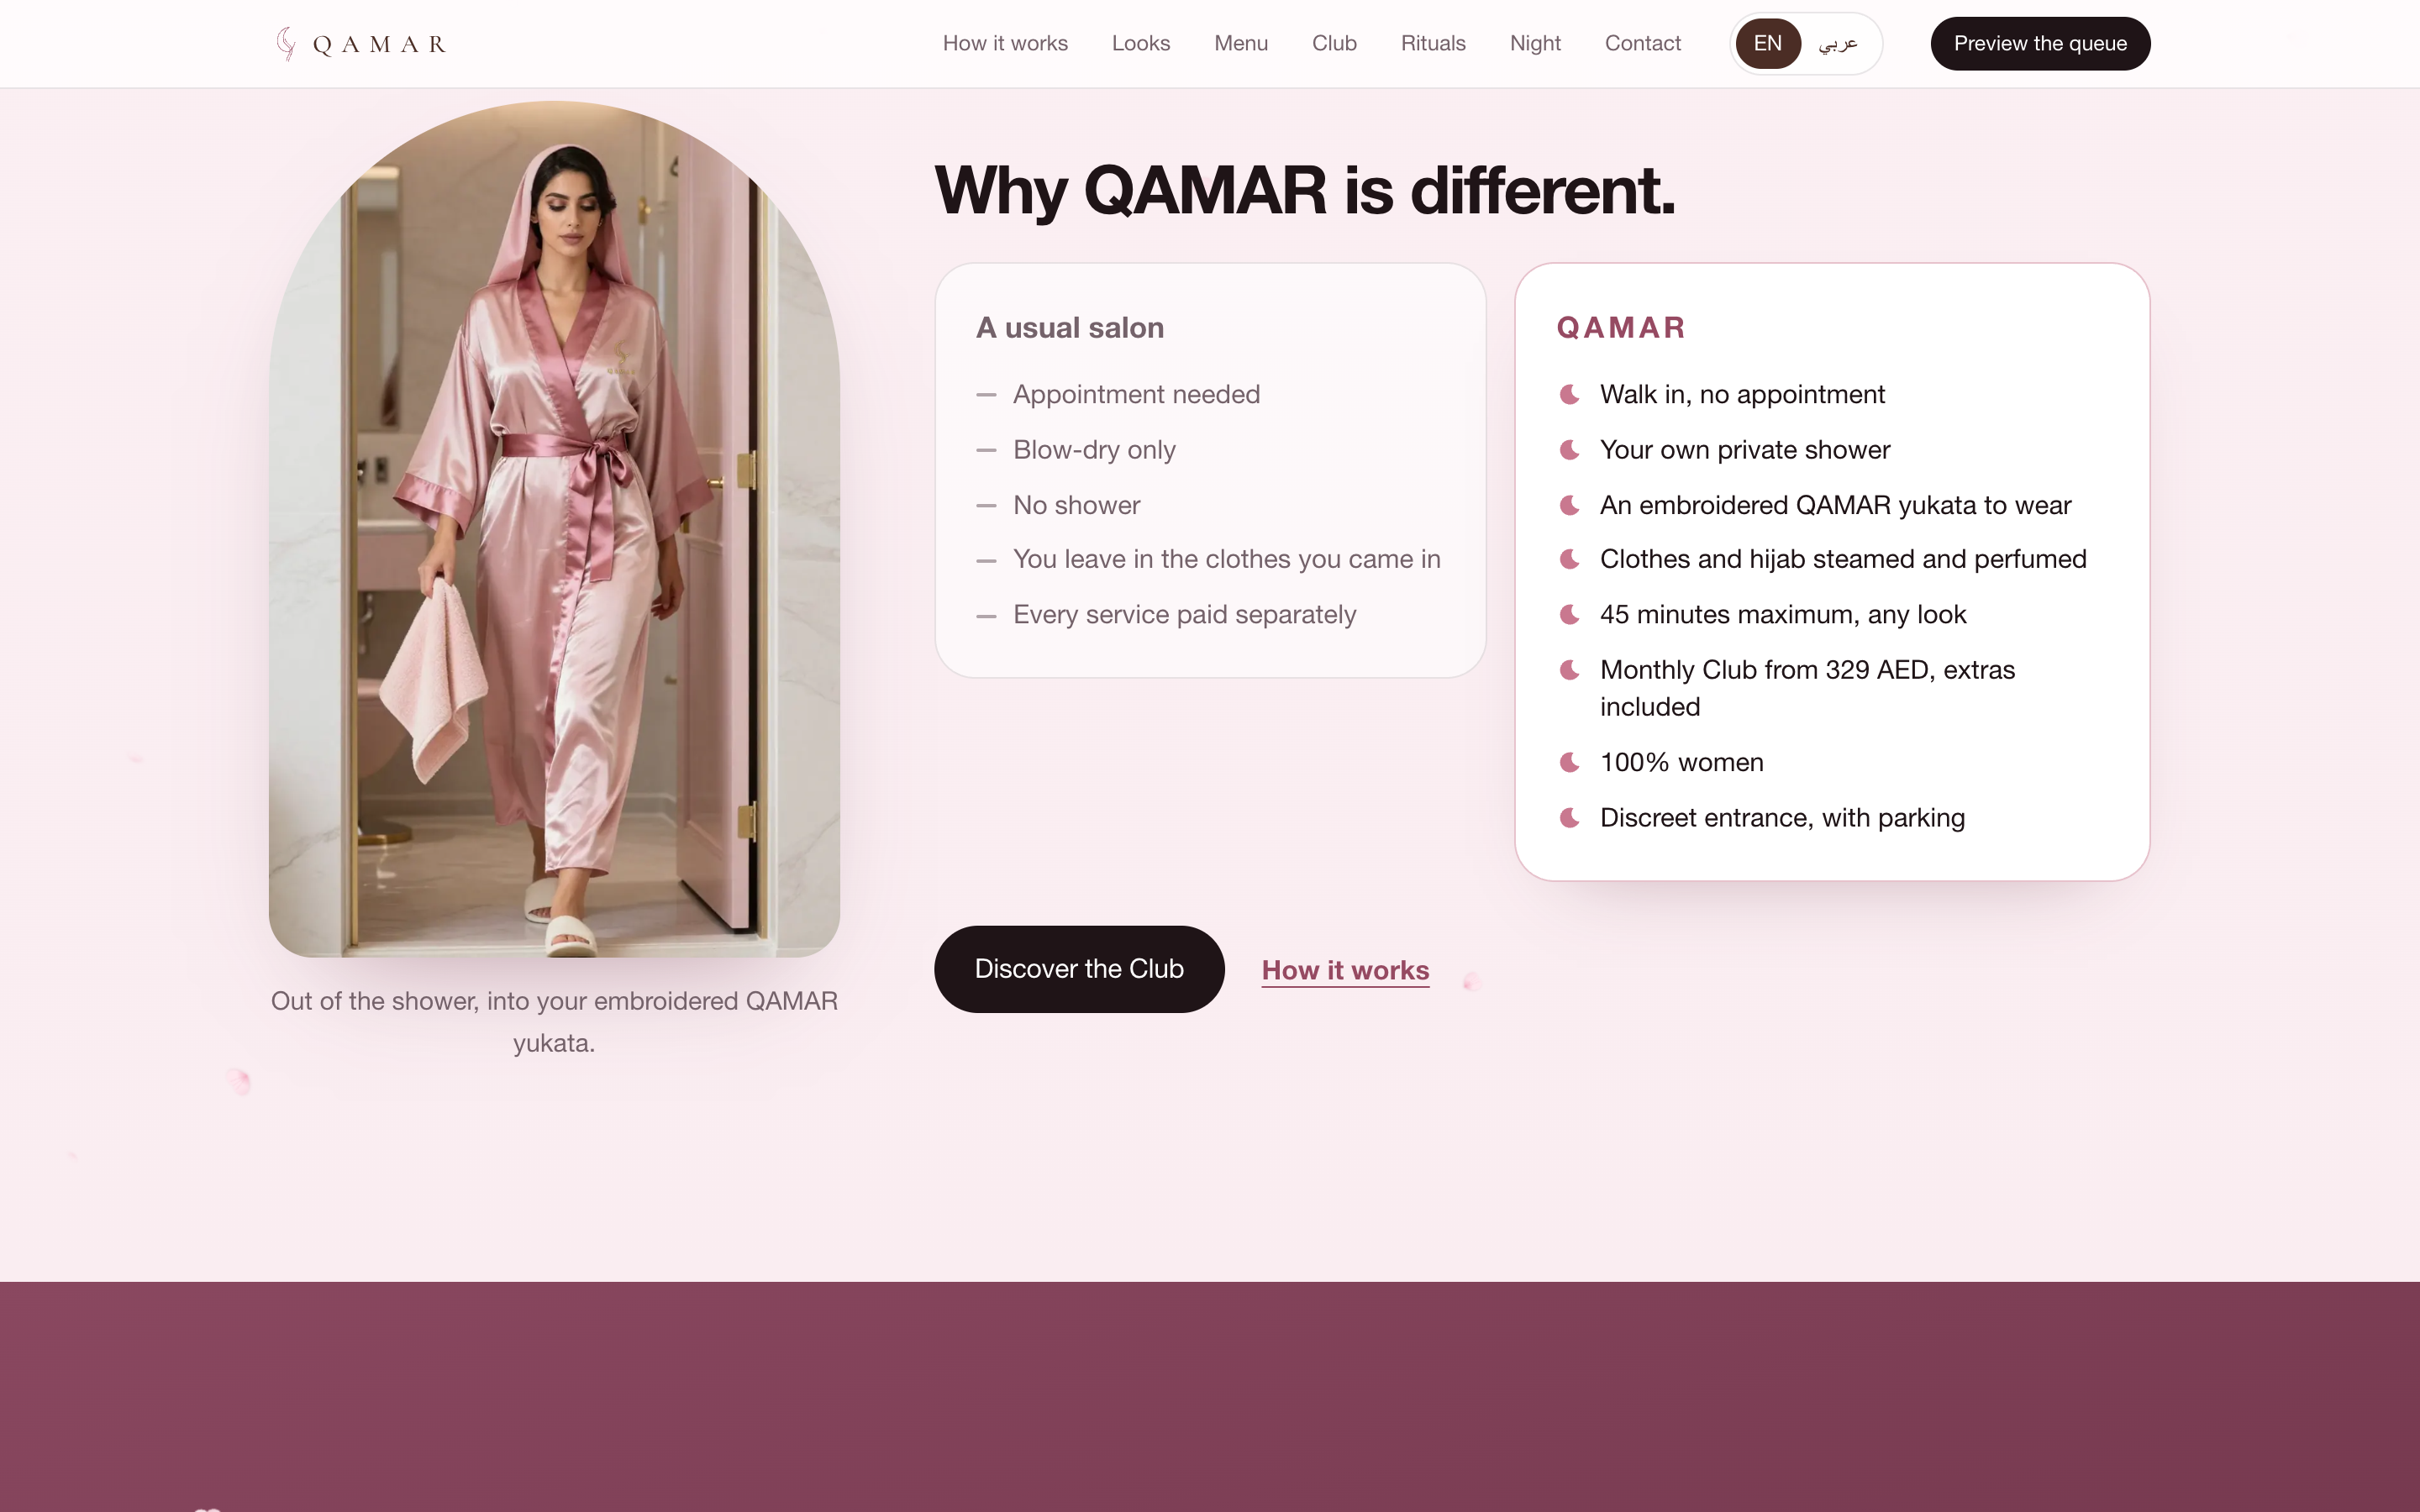 QAMAR
How it works
Looks
Menu
Club
Rituals
Night
Contact
EN
عربي
Preview the queue
Why QAMAR is different.
A usual salon
Appointment needed
Blow-dry only
No shower
You leave in the clothes you came in
Every service paid separately
QAMAR
Walk in, no appointment
Your own private shower
An embroidered QAMAR yukata to wear
Clothes and hijab steamed and perfumed
45 minutes maximum, any look
Monthly Club from 329 AED, extras
included
100% women
Discreet entrance, with parking
Out of the shower, into your embroidered QAMAR
yukata.
Discover the Club
How it works